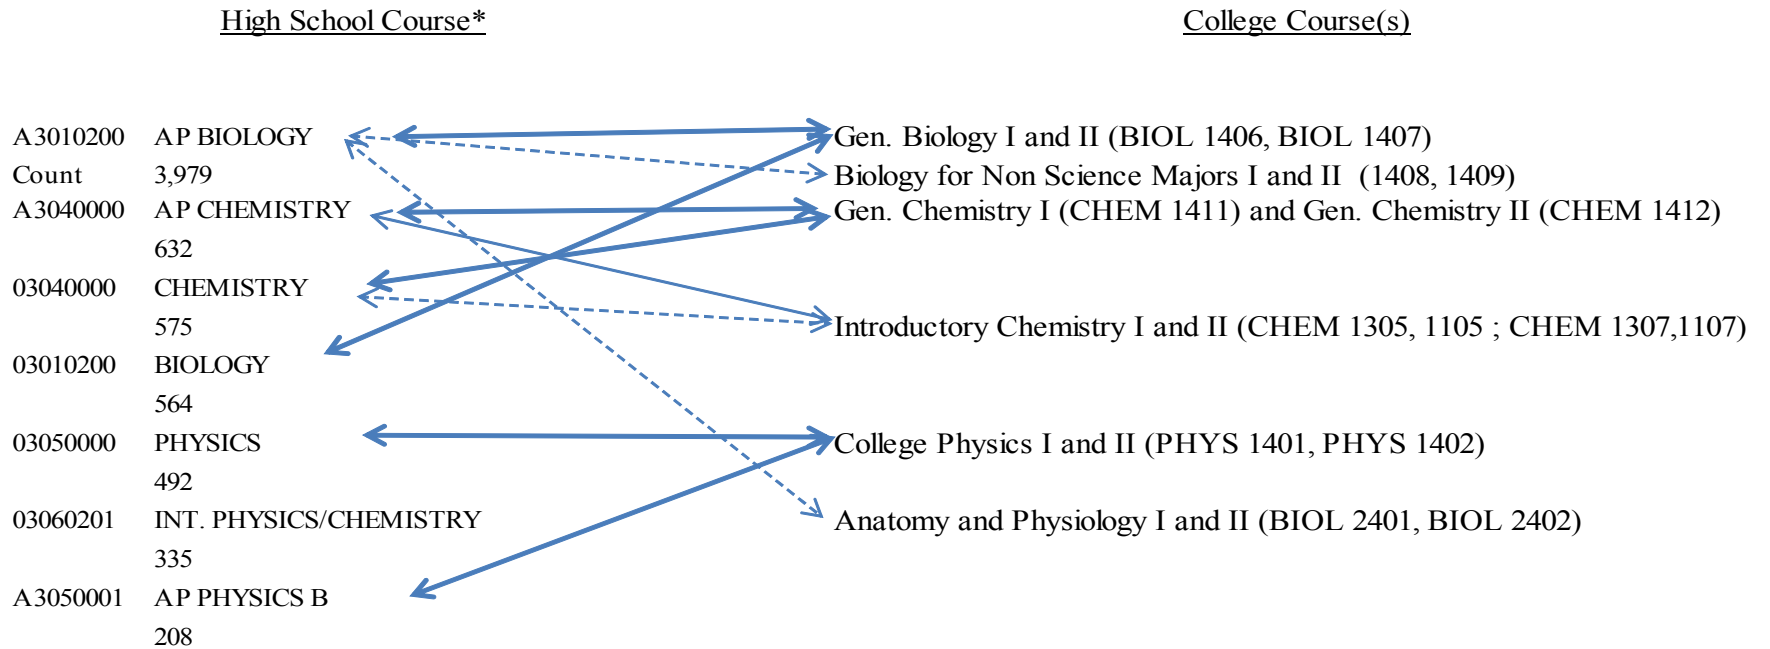 High School Course* College Course(s)
A3010200 AP BIOLOGY Gen. Biology I and II (BIOL 1406, BIOL 1407)
Count 3,979 Biology for Non Science Majors I and II (1408, 1409)
A3040000 AP CHEMISTRY Gen. Chemistry I (CHEM 1411) and Gen. Chemistry II (CHEM 1412)
632
03040000 CHEMISTRY
575 Introductory Chemistry I and II (CHEM 1305, 1105 ; CHEM 1307,1107)
03010200 BIOLOGY
564
03050000 PHYSICS College Physics I and II (PHYS 1401, PHYS 1402)
492
03060201 INT. PHYSICS/CHEMISTRY Anatomy and Physiology I and II (BIOL 2401, BIOL 2402)
335
A3050001 AP PHYSICS B
208